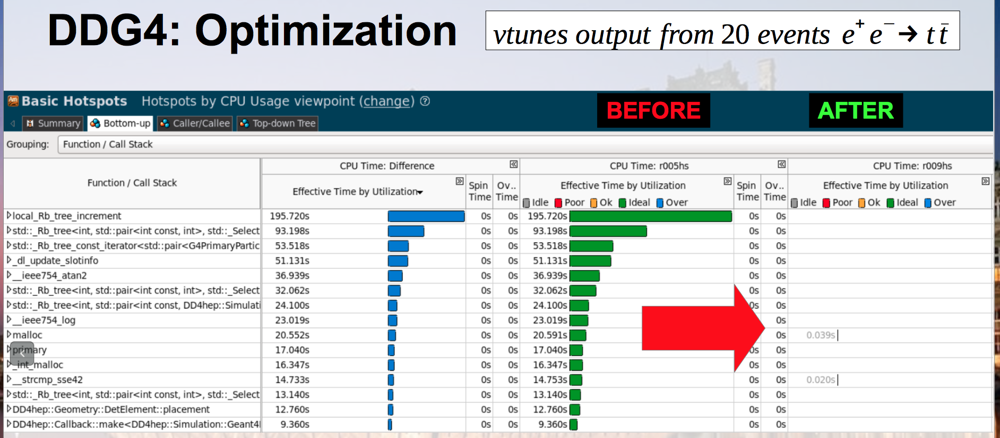 DDG4: Optimization
vtunes output from 20 events e⁺ e⁻ → t t̄
Basic Hotspots Hotspots by CPU Usage viewpoint (change) ?
BEFORE AFTER
Summary Bottom-up Caller/Callee Top-down Tree
Grouping: Function / Call Stack
Function / Call Stack CPU Time: Difference CPU Time: r005hs CPU Time: r009hs
Effective Time by Utilization Spin Time Ov.. Time Effective Time by Utilization Spin Time Ov.. Time Effective Time by Utilization
Idle Poor Ok Ideal Over Idle Poor Ok Ideal Over
local_Rb_tree_increment 195.720s 0s 0s 195.720s 0s 0s
std::_Rb_tree<int, std::pair<int const, int>, std::_Select 93.198s 0s 0s 93.198s 0s 0s
std::_Rb_tree_const_iterator<std::pair<G4PrimaryPartic 53.518s 0s 0s 53.518s 0s 0s
_dl_update_slotinfo 51.131s 0s 0s 51.131s 0s 0s
__ieee754_atan2 36.939s 0s 0s 36.939s 0s 0s
std::_Rb_tree<int, std::pair<int const, int>, std::_Select 32.062s 0s 0s 32.062s 0s 0s
std::_Rb_tree<int, std::pair<int const, DD4hep::Simulati 24.100s 0s 0s 24.100s 0s 0s
__ieee754_log 23.019s 0s 0s 23.019s 0s
malloc 20.552s 0s 0s 20.591s 0s 0.039s
primary 17.040s 0s 0s 17.040s 0s 0s
_int_malloc 16.347s 0s 0s 16.347s 0s 0s
__strcmp_sse42 14.733s 0s 0s 14.753s 0s 0s 0.020s
std::_Rb_tree<int, std::pair<int const, int>, std::_Select 13.140s 0s 0s 13.140s 0s 0s
DD4hep::Geometry::DetElement::placement 12.760s 0s 0s 12.760s 0s 0s
DD4hep::Callback::make<DD4hep::Simulation::Geant4 9.360s 0s 0s 9.360s 0s 0s